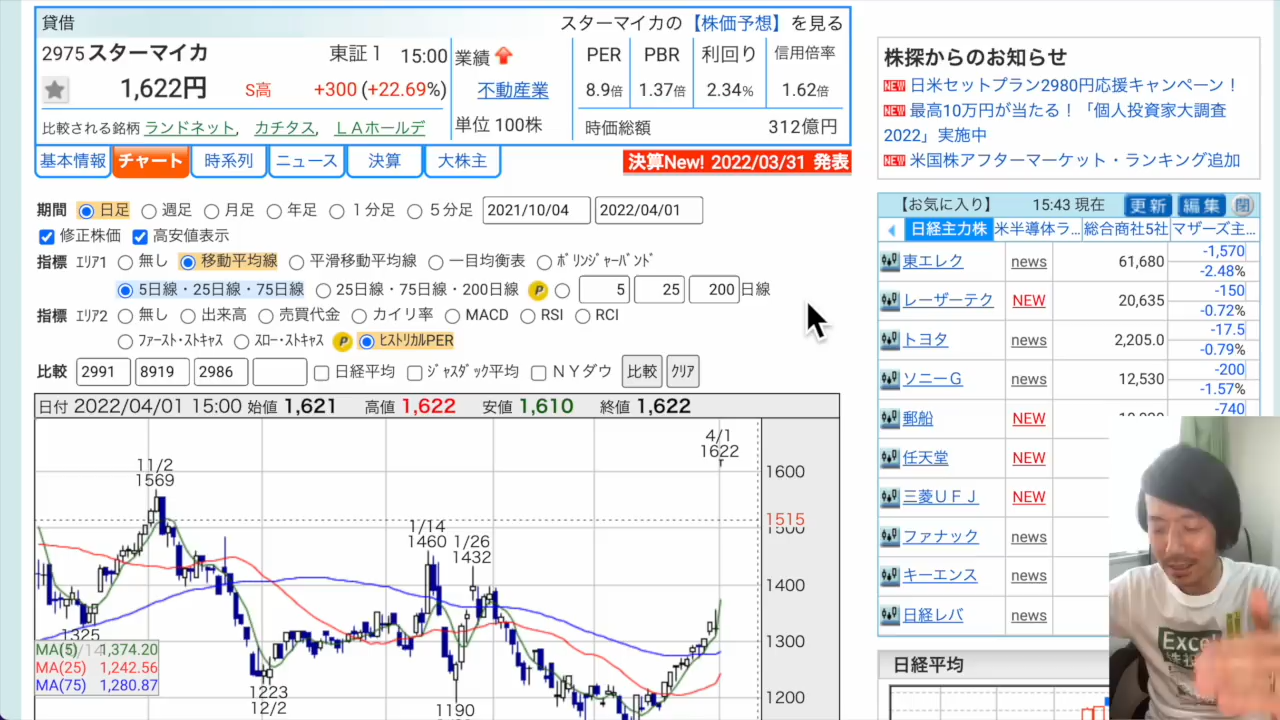 貸借
スターマイカの【株価予想】を見る
2975 スターマイカ 東証１ 15:00
1,622円 S高 +300 (+22.69%)
比較される銘柄 ランドネット, カチタス, ＬＡホールデ
業績
不動産業
単位 100株
PER PBR 利回り 信用倍率
8.9倍 1.37倍 2.34% 1.62倍
時価総額 312億円
基本情報 チャート 時系列 ニュース 決算 大株主
決算New! 2022/03/31 発表
期間 日足 週足 月足 年足 １分足 ５分足 2021/10/04 2022/04/01
修正株価 高安値表示
指標 ｴﾘｱ1 無し 移動平均線 平滑移動平均線 一目均衡表 ﾎﾞﾘﾝｼﾞｬｰﾊﾞﾝﾄﾞ
5日線・25日線・75日線 25日線・75日線・200日線 P 5 25 200 日線
指標 ｴﾘｱ2 無し 出来高 売買代金 カイリ率 MACD RSI RCI
ﾌｧｰｽﾄ･ｽﾄｷｬｽ ｽﾛｰ･ｽﾄｷｬｽ P ﾋｽﾄﾘｶﾙPER
比較 2991 8919 2986 日経平均 ｼﾞｬｽﾀﾞｯｸ平均 ＮＹダウ 比較 ｸﾘｱ
日付 2022/04/01 15:00 始値 1,621 高値 1,622 安値 1,610 終値 1,622
4/1
1622
11/2
1569
1/14
1460
1/26
1432
1325
1223
12/2
1190
1600
1515
1500
1400
1300
1200
MA(5) 1,374.20
MA(25) 1,242.56
MA(75) 1,280.87
株探からのお知らせ
NEW 日米セットプラン2980円応援キャンペーン！
NEW 最高10万円が当たる！「個人投資家大調査
2022」実施中
NEW 米国株アフターマーケット・ランキング追加
【お気に入り】 15:43 現在 更新 編集 閉
日経主力株 米半導体ラ... 総合商社5社 マザーズ主...
東エレク news 61,680 -1,570
-2.48%
レーザーテク NEW 20,635 -150
-0.72%
トヨタ news 2,205.0 -17.5
-0.79%
ソニーＧ news 12,530 -200
-1.57%
郵船 NEW -740
任天堂 NEW
三菱ＵＦＪ NEW
ファナック news
キーエンス news
日経レバ news
日経平均
Excel